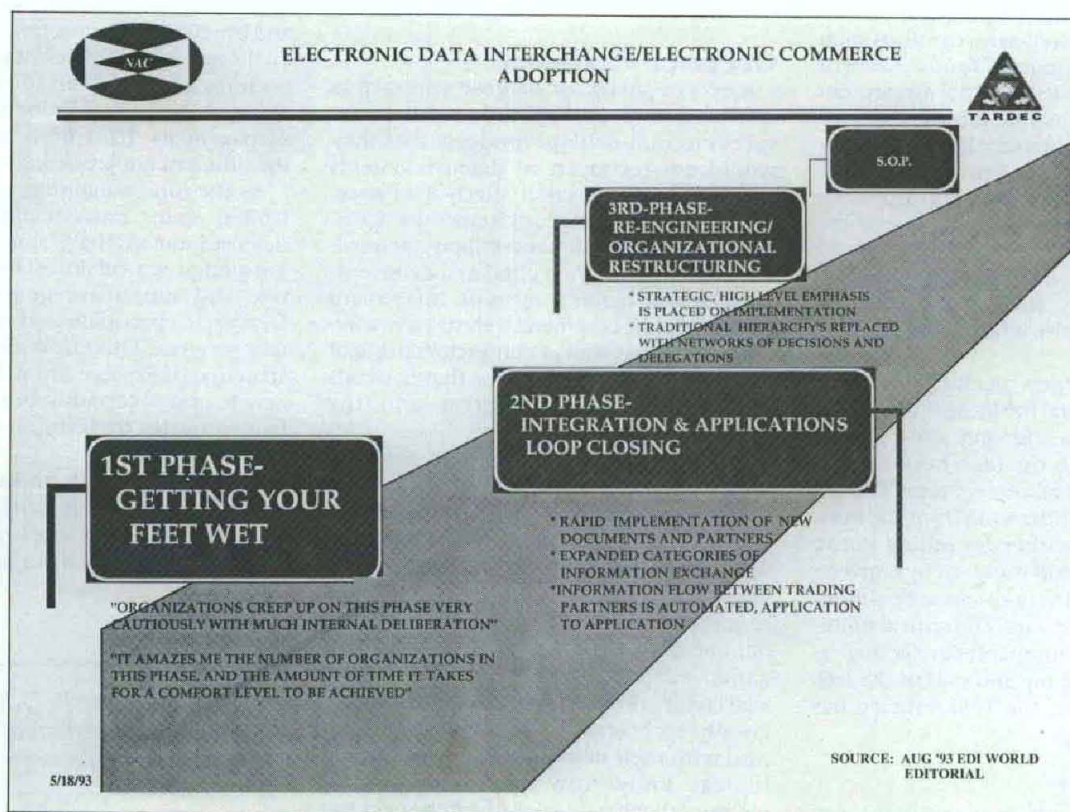 NAC
ELECTRONIC DATA INTERCHANGE/ELECTRONIC COMMERCE
ADOPTION
TARDEC
S.O.P.
3RD-PHASE-
RE-ENGINEERING/
ORGANIZATIONAL
RESTRUCTURING
* STRATEGIC, HIGH LEVEL EMPHASIS
IS PLACED ON IMPLEMENTATION
* TRADITIONAL HIERARCHY'S REPLACED
WITH NETWORKS OF DECISIONS AND
DELEGATIONS
2ND PHASE-
INTEGRATION & APPLICATIONS
LOOP CLOSING
* RAPID IMPLEMENTATION OF NEW
DOCUMENTS AND PARTNERS
* EXPANDED CATEGORIES OF
INFORMATION EXCHANGE
*INFORMATION FLOW BETWEEN TRADING
PARTNERS IS AUTOMATED, APPLICATION
TO APPLICATION
1ST PHASE-
GETTING YOUR
FEET WET
"ORGANIZATIONS CREEP UP ON THIS PHASE VERY
CAUTIOUSLY WITH MUCH INTERNAL DELIBERATION"
"IT AMAZES ME THE NUMBER OF ORGANIZATIONS IN
THIS PHASE, AND THE AMOUNT OF TIME IT TAKES
FOR A COMFORT LEVEL TO BE ACHIEVED"
5/18/93
SOURCE: AUG '93 EDI WORLD
EDITORIAL